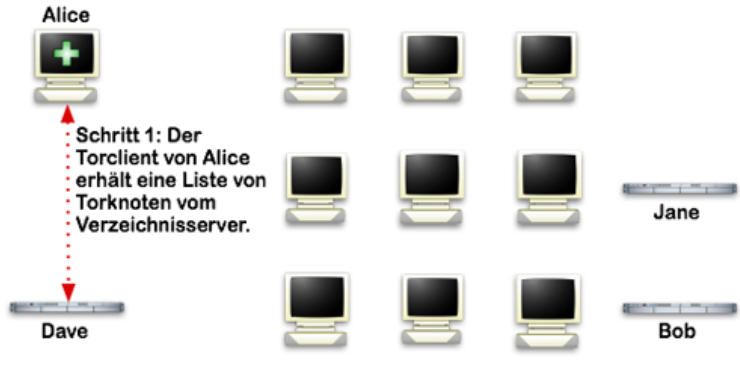 Alice
Schritt 1: Der
Torclient von Alice
erhält eine Liste von
Torknoten vom
Verzeichnisserver.
Jane
Dave
Bob